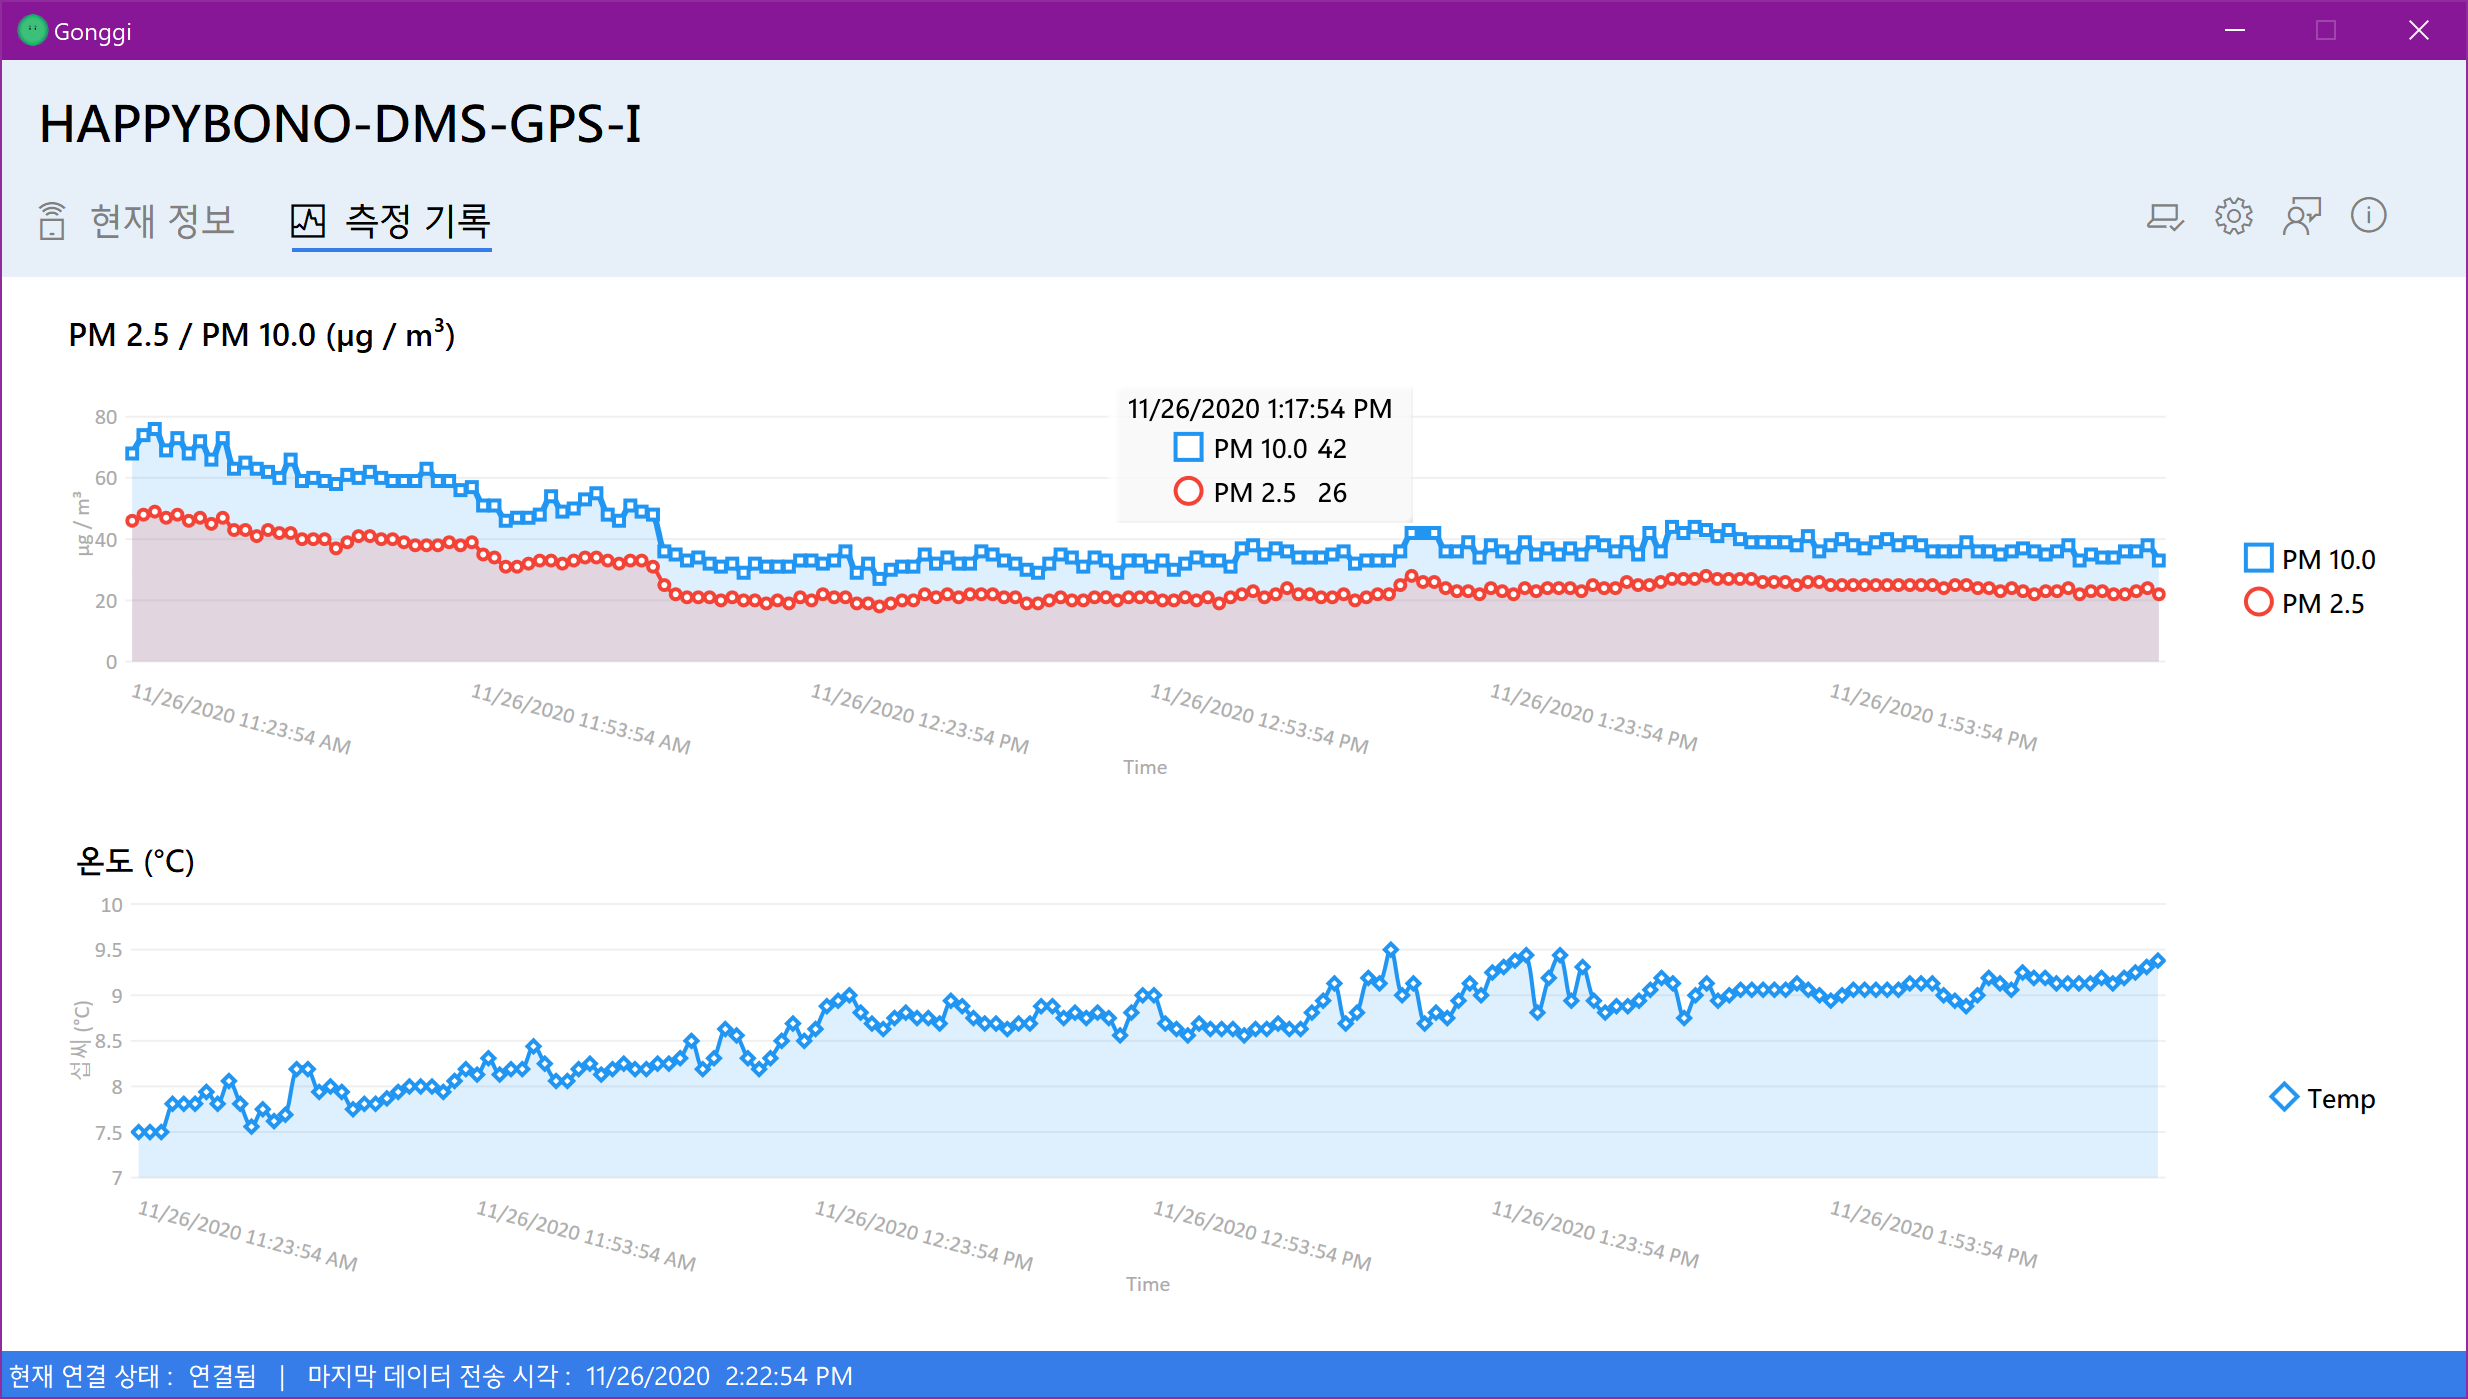 Gonggi
HAPPYBONO-DMS-GPS-I
현재 정보
측정 기록
PM 2.5 / PM 10.0 (µg / m³)
11/26/2020 1:17:54 PM
PM 10.0 42
PM 2.5 26
80
60
40
20
0
µg / m³
PM 10.0
PM 2.5
11/26/2020 11:23:54 AM
11/26/2020 11:53:54 AM
11/26/2020 12:23:54 PM
11/26/2020 12:53:54 PM
11/26/2020 1:23:54 PM
11/26/2020 1:53:54 PM
Time
온도 (°C)
10
9.5
9
8.5
8
7.5
7
섭씨 (°C)
Temp
11/26/2020 11:23:54 AM
11/26/2020 11:53:54 AM
11/26/2020 12:23:54 PM
11/26/2020 12:53:54 PM
11/26/2020 1:23:54 PM
11/26/2020 1:53:54 PM
Time
현재 연결 상태 : 연결됨 | 마지막 데이터 전송 시각 : 11/26/2020 2:22:54 PM